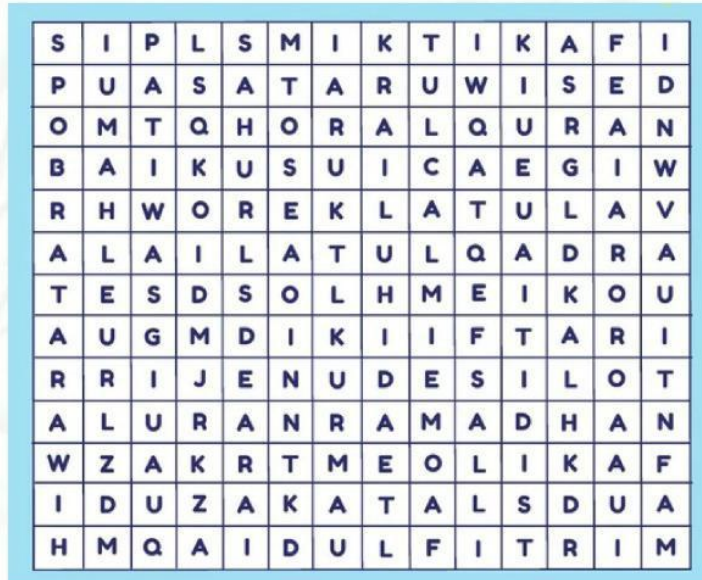 S I P L S M I K T I K A F I
P U A S A T A R U W I S E D
O M T Q H O R A L Q U R A N
B A I K U S U I C A E G I W
R H W O R E K L A T U L A V
A L A I L A T U L Q A D R A
T E S D S O L H M E I K O U
A U G M D I K I I F T A R I
R R I J E N U D E S I L O T
A L U R A N R A M A D H A N
W Z A K R T M E O L I K A F
I D U Z A K A T A L S D U A
H M Q A I D U L F I T R I M